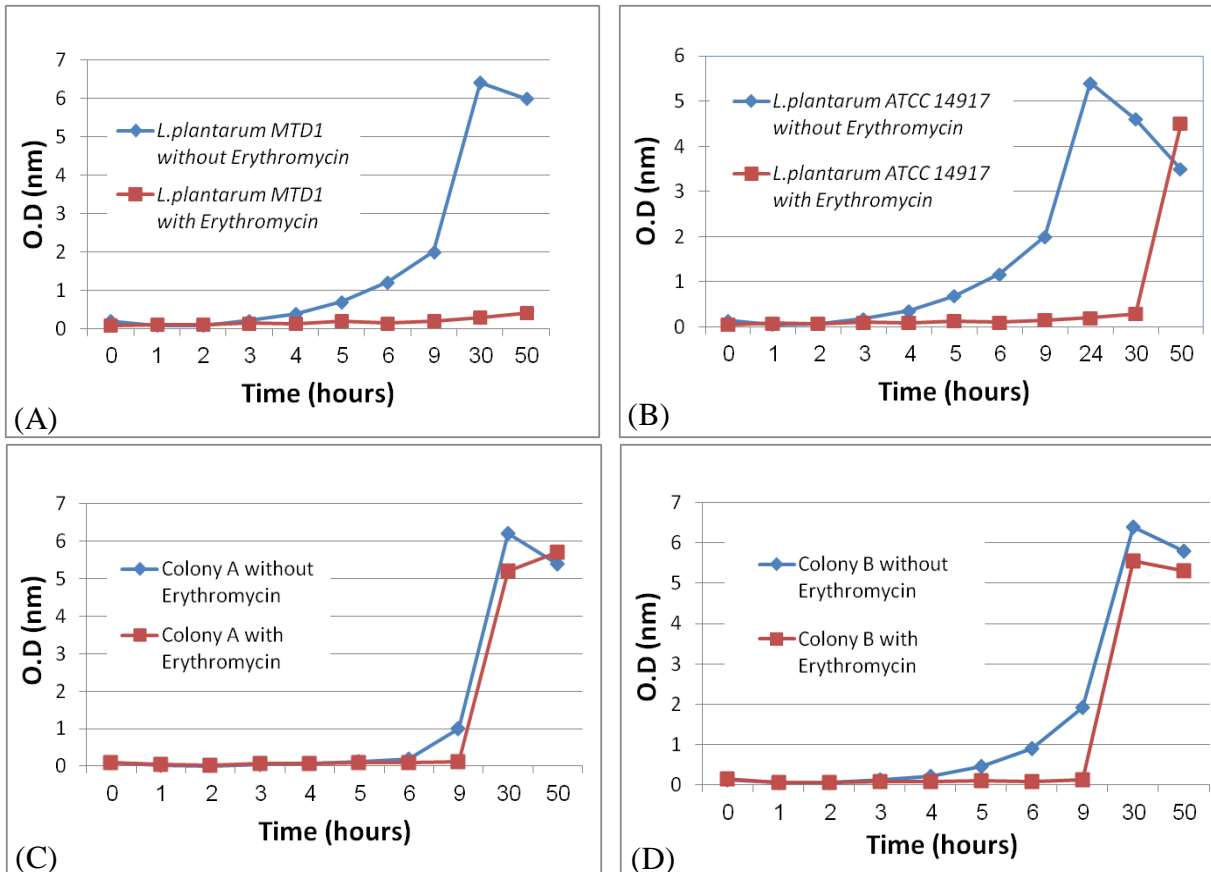 7
6
5
4
3
2
1
0
O.D (nm)
L.plantarum MTD1
without Erythromycin
L.plantarum MTD1
with Erythromycin
0 1 2 3 4 5 6 9 30 50
Time (hours)
(A)
6
5
4
3
2
1
0
O.D (nm)
L.plantarum ATCC 14917
without Erythromycin
L.plantarum ATCC 14917
with Erythromycin
0 1 2 3 4 5 6 9 24 30 50
Time (hours)
(B)
7
6
5
4
3
2
1
0
O.D (nm)
Colony A without
Erythromycin
Colony A with
Erythromycin
0 1 2 3 4 5 6 9 30 50
Time (hours)
(C)
7
6
5
4
3
2
1
0
O.D (nm)
Colony B without
Erythromycin
Colony B with
Erythromycin
0 1 2 3 4 5 6 9 30 50
Time (hours)
(D)